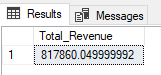 Results Messages
Total_Revenue
1 817860.049999992